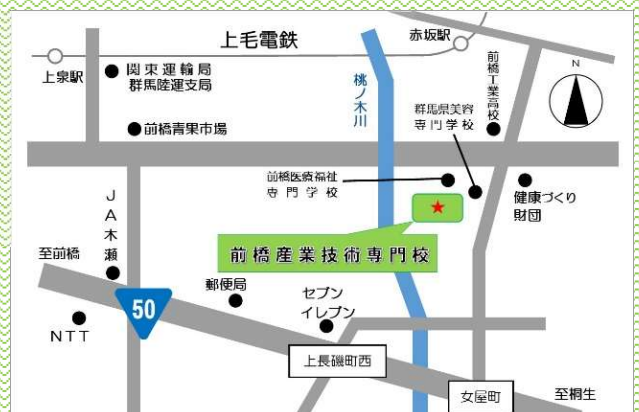 上毛電鉄
赤坂駅
上泉駅
関東運輸局
群馬陸運支局
前橋工業高校
N
桃ノ木川
群馬県美容
専門学校
前橋青果市場
前橋医療福祉
専門学校
健康づくり
財団
JA木瀬
★
前橋産業技術専門校
至前橋
50
郵便局
セブン
イレブン
NTT
上長磯町西
女屋町
至桐生